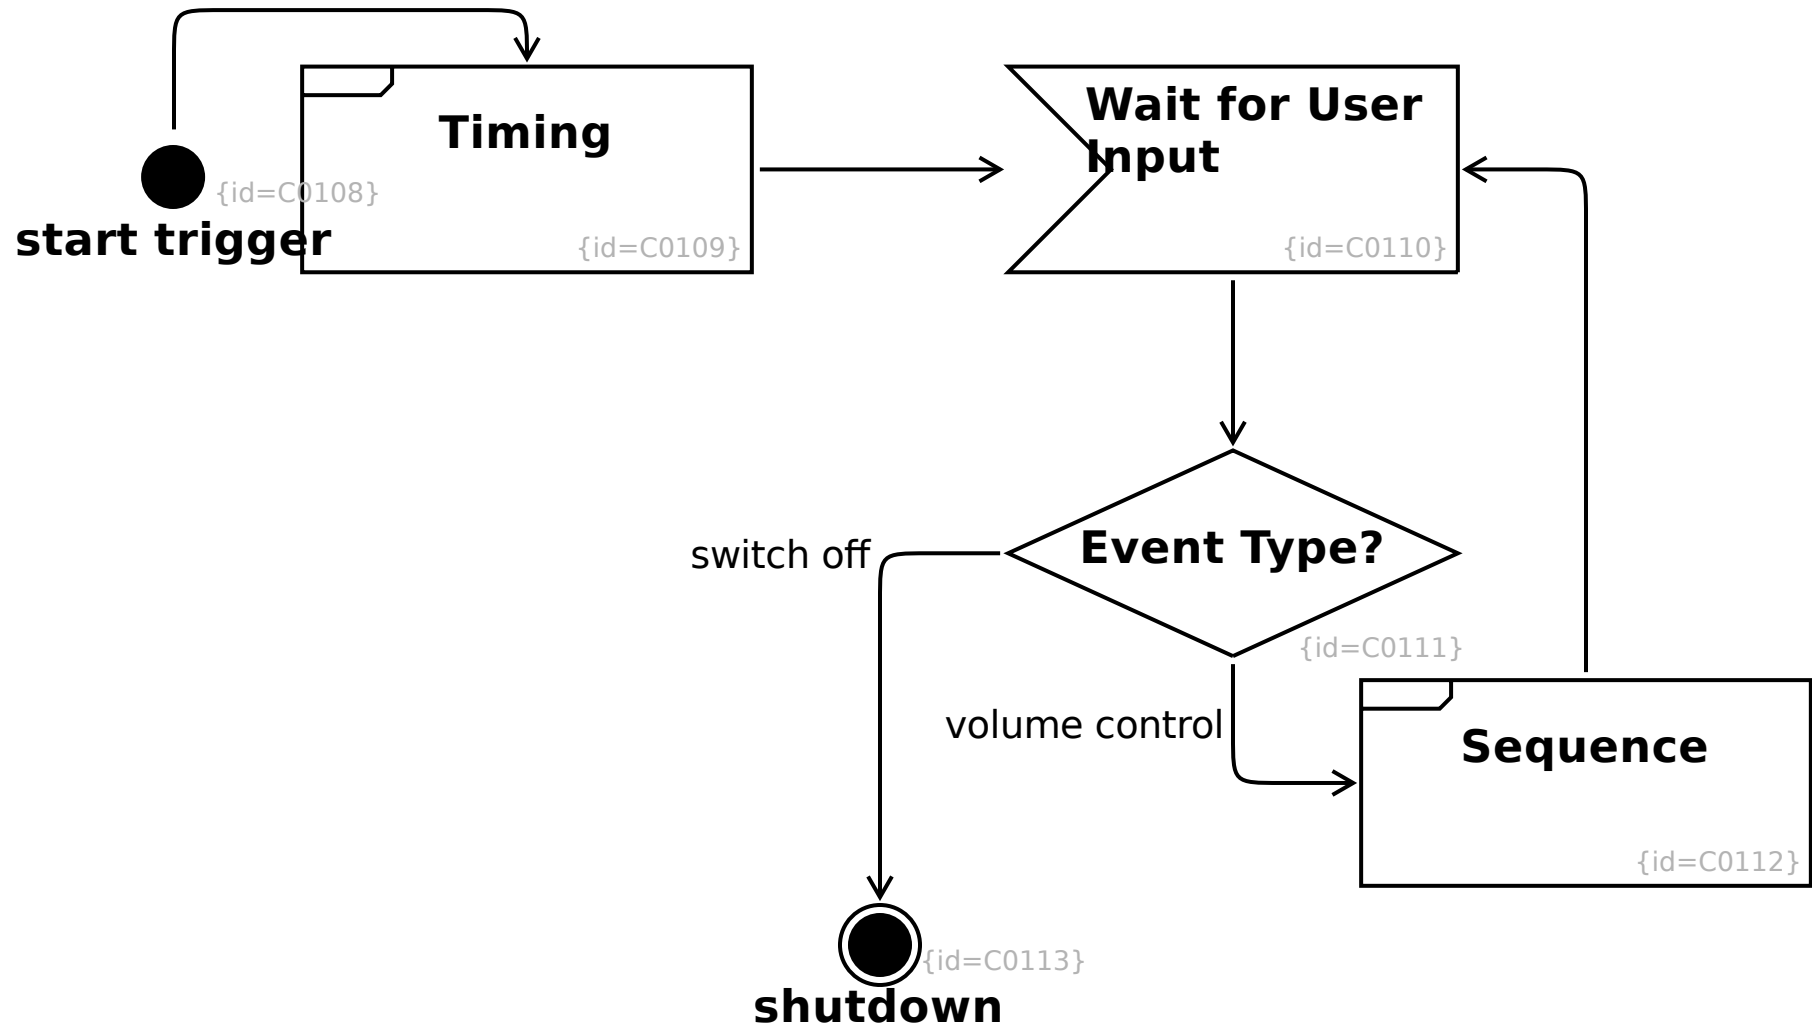 Timing
{id=C0108}
start trigger
{id=C0109}
Wait for User
Input
{id=C0110}
Event Type?
{id=C0111}
switch off
volume control
Sequence
{id=C0112}
{id=C0113}
shutdown